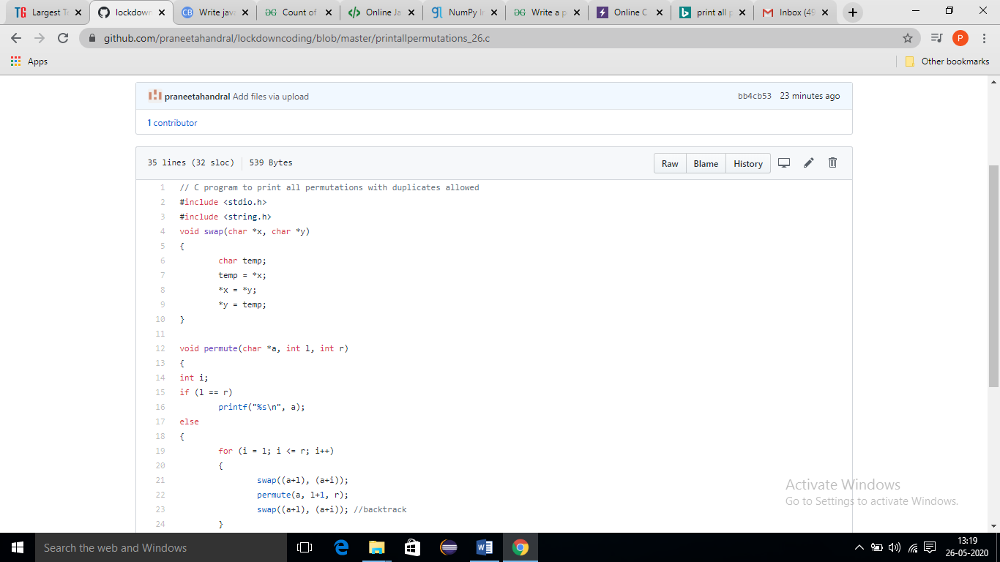 Largest T
lockdown
Write jav
Count of
Online Ja
NumPy I
Write a p
Online C
print all p
Inbox (49
github.com/praneetahandral/lockdowncoding/blob/master/printallpermutations_26.c
P
Apps
Other bookmarks
praneetahandral Add files via upload
bb4cb53 23 minutes ago
1 contributor
35 lines (32 sloc) 539 Bytes
Raw Blame History
1 // C program to print all permutations with duplicates allowed
2 #include <stdio.h>
3 #include <string.h>
4 void swap(char *x, char *y)
5 {
6 char temp;
7 temp = *x;
8 *x = *y;
9 *y = temp;
10 }
11
12 void permute(char *a, int l, int r)
13 {
14 int i;
15 if (l == r)
16 printf("%s\n", a);
17 else
18 {
19 for (i = l; i <= r; i++)
20 {
21 swap((a+l), (a+i));
22 permute(a, l+1, r);
23 swap((a+l), (a+i)); //backtrack
24 }
Activate Windows
Go to Settings to activate Windows.
Search the web and Windows
13:19
26-05-2020